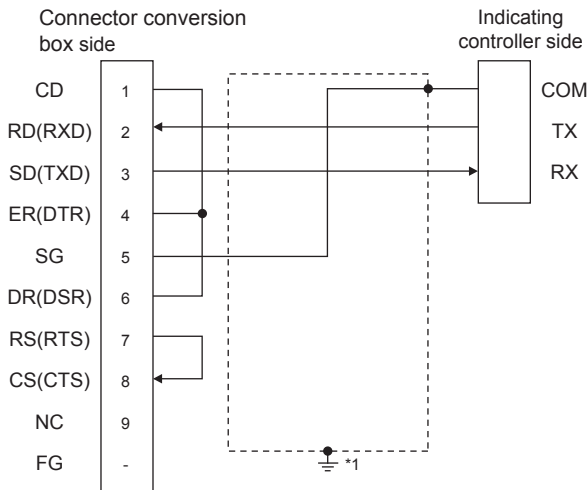 Connector conversion
box side
Indicating
controller side
CD 1 COM
RD(RXD) 2 TX
SD(TXD) 3 RX
ER(DTR) 4
SG 5
DR(DSR) 6
RS(RTS) 7
CS(CTS) 8
NC 9
FG -
*1